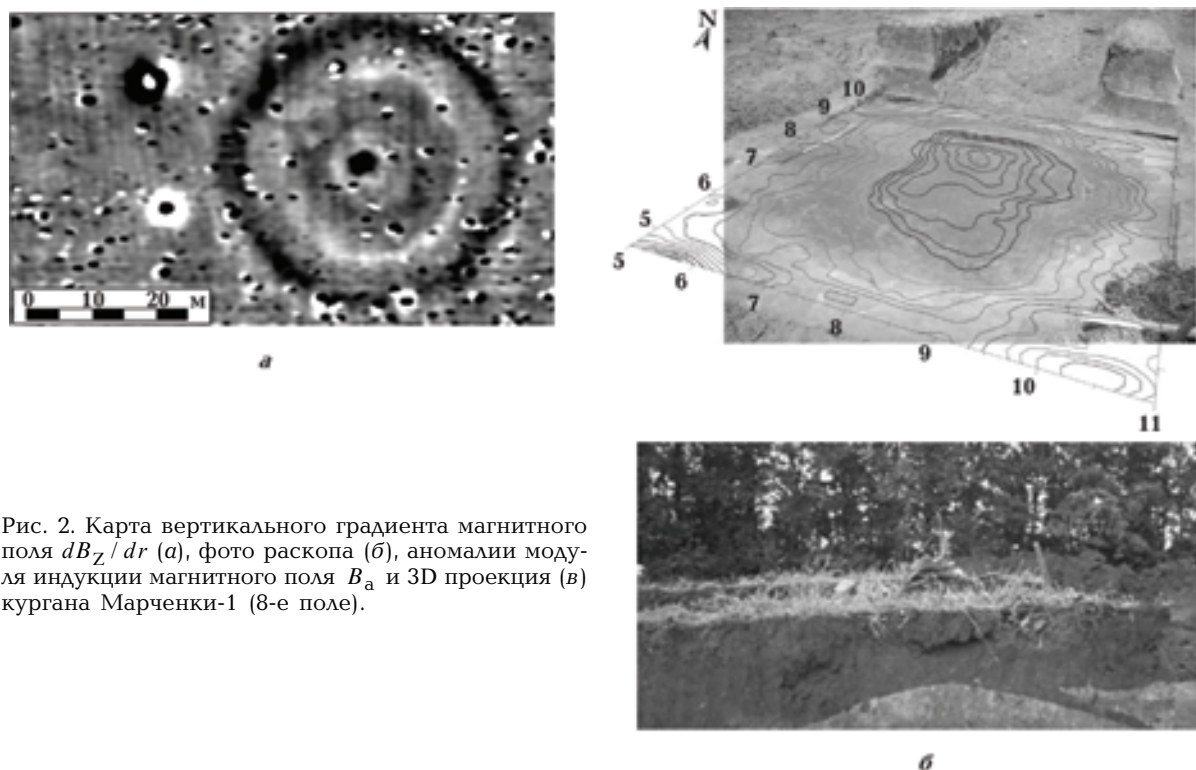 0 10 20 м
а
N
10
9
8
7
6
5
5
6
7
8
9
10
11
б
Рис. 2. Карта вертикального градиента магнитного
поля dB_Z / dr (а), фото раскопа (б), аномалии моду-
ля индукции магнитного поля B_a и 3D проекция (в)
кургана Марченки-1 (8-е поле).